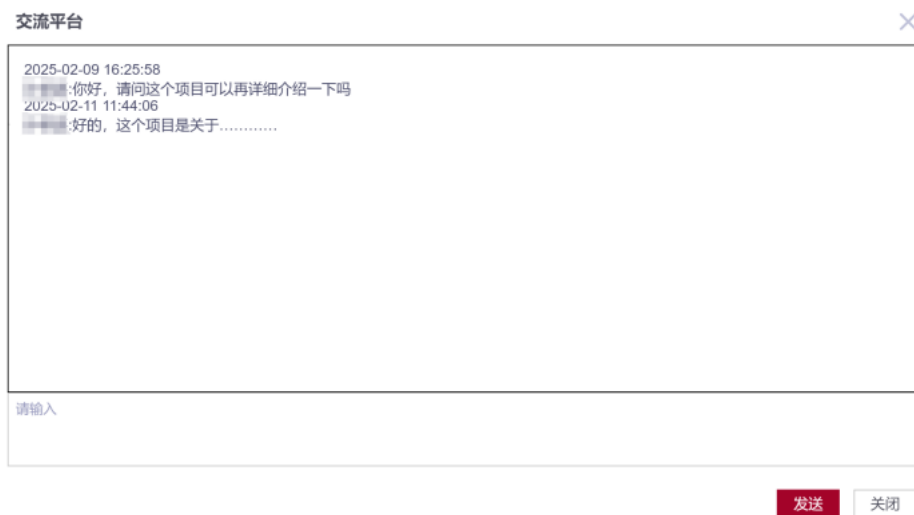 交流平台
2025-02-09 16:25:58
:你好，请问这个项目可以再详细介绍一下吗
2025-02-11 11:44:06
:好的，这个项目是关于…………
请输入
发送 关闭